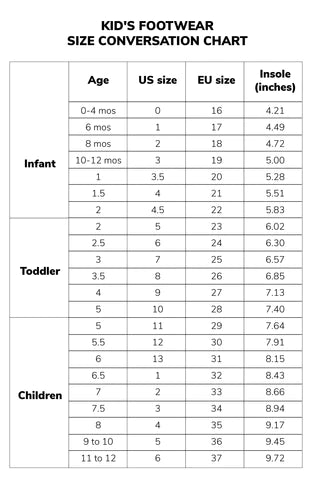 KID'S FOOTWEAR
SIZE CONVERSATION CHART
Age US size EU size Insole (inches)
Infant
0-4 mos 0 16 4.21
6 mos 1 17 4.49
8 mos 2 18 4.72
10-12 mos 3 19 5.00
1 3.5 20 5.28
1.5 4 21 5.51
2 4.5 22 5.83
Toddler
2 5 23 6.02
2.5 6 24 6.30
3 7 25 6.57
3.5 8 26 6.85
4 9 27 7.13
5 10 28 7.40
Children
5 11 29 7.64
5.5 12 30 7.91
6 13 31 8.15
6.5 1 32 8.43
7 2 33 8.66
7.5 3 34 8.94
8 4 35 9.17
9 to 10 5 36 9.45
11 to 12 6 37 9.72